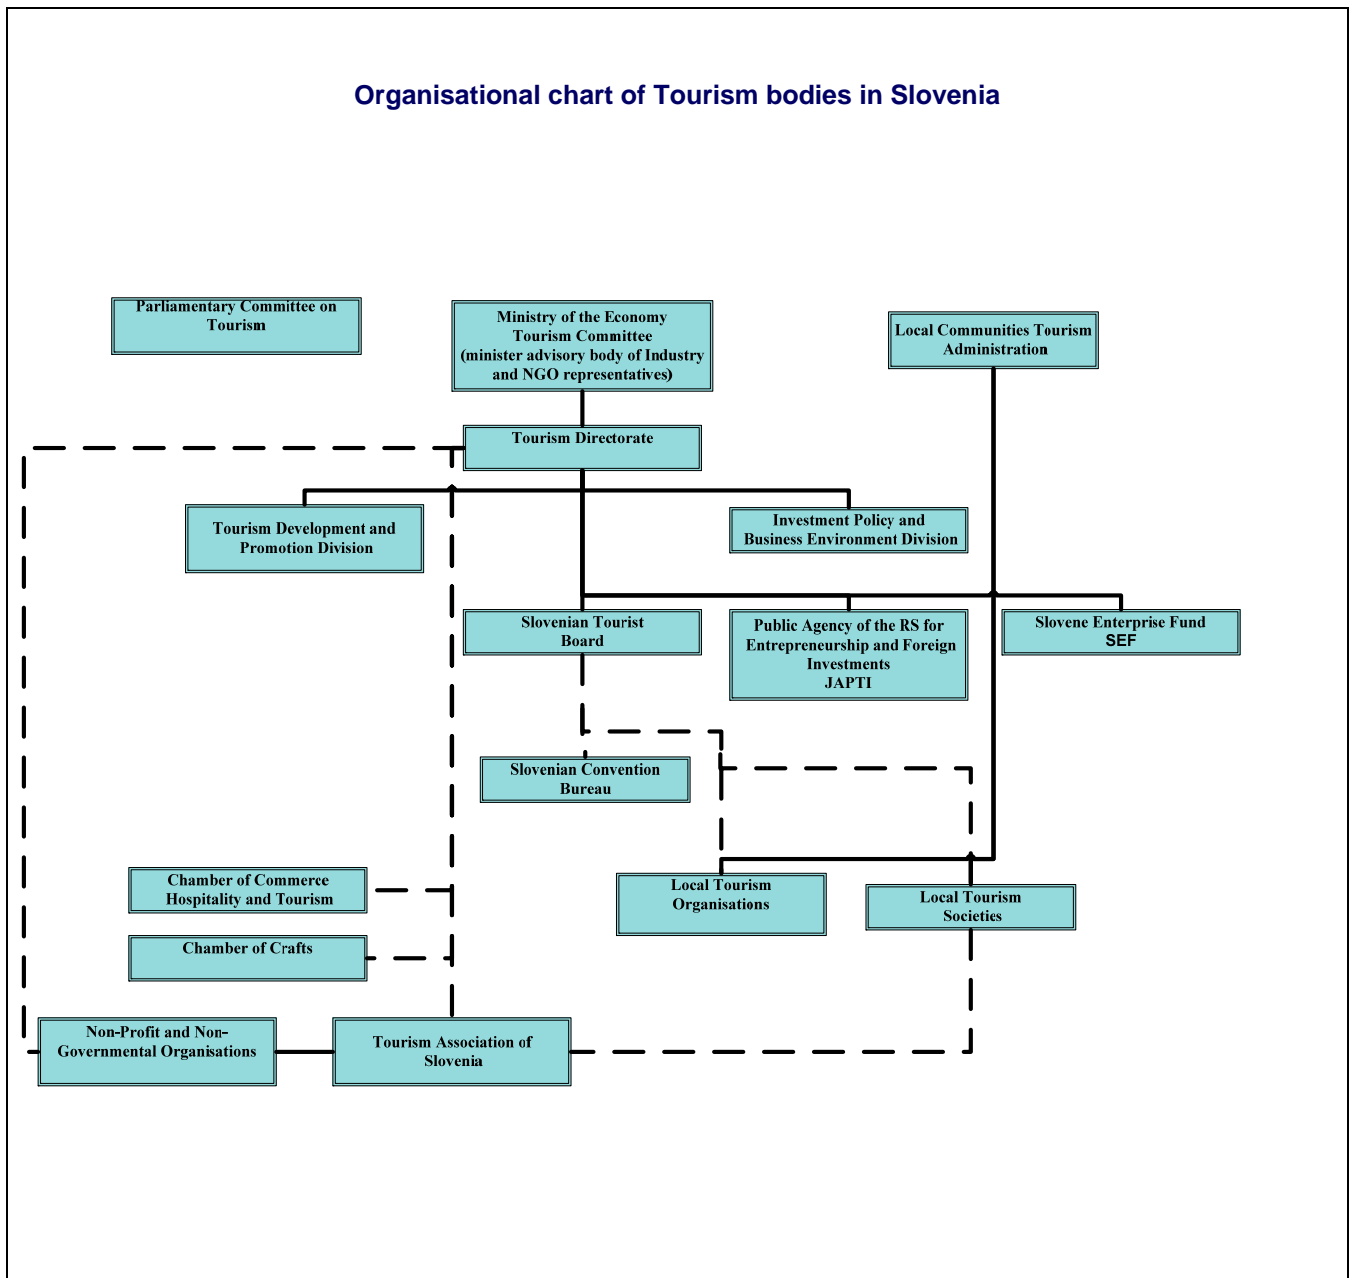 Organisational chart of Tourism bodies in Slovenia
Parliamentary Committee on
Tourism
Ministry of the Economy
Tourism Committee
(minister advisory body of Industry
and NGO representatives)
Local Communities Tourism
Administration
Tourism Directorate
Tourism Development and
Promotion Division
Investment Policy and
Business Environment Division
Slovenian Tourist
Board
Public Agency of the RS for
Entrepreneurship and Foreign
Investments
JAPTI
Slovene Enterprise Fund
SEF
Slovenian Convention
Bureau
Chamber of Commerce
Hospitality and Tourism
Local Tourism
Organisations
Local Tourism
Societies
Chamber of Crafts
Non-Profit and Non-
Governmental Organisations
Tourism Association of
Slovenia